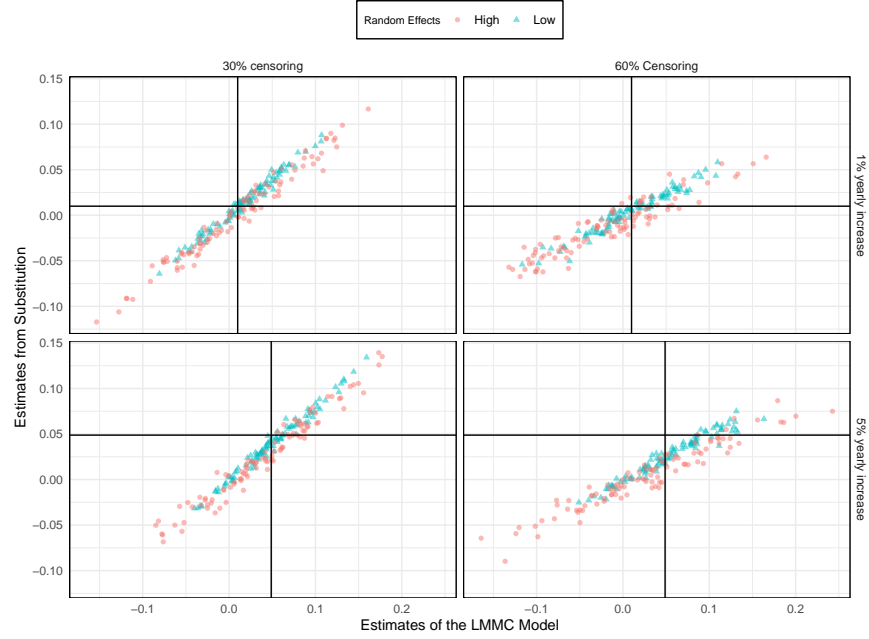 Random Effects High Low
30% censoring 60% Censoring
0.15
0.10
0.05
0.00
−0.05
−0.10
1% yearly increase
0.15
0.10
0.05
0.00
−0.05
−0.10
5% yearly increase
Estimates from Substitution
−0.1 0.0 0.1 0.2 −0.1 0.0 0.1 0.2
Estimates of the LMMC Model